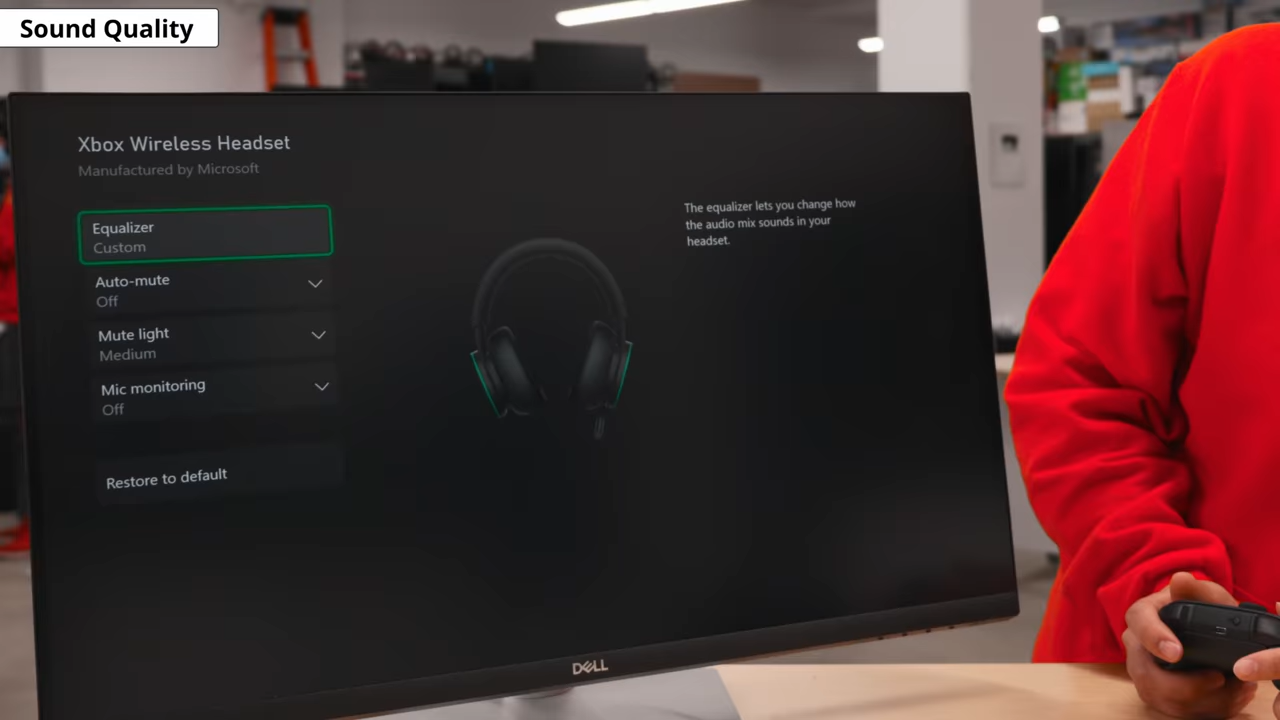 Sound Quality
Xbox Wireless Headset
Manufactured by Microsoft
Equalizer
Custom
Auto-mute
Off
Mute light
Medium
Mic monitoring
Off
Restore to default
The equalizer lets you change how
the audio mix sounds in your
headset.
DELL